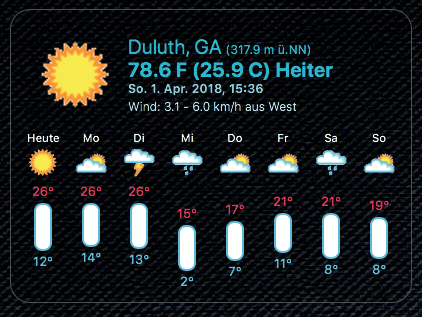 Duluth, GA (317.9 m ü.NN)
78.6 F (25.9 C) Heiter
So. 1. Apr. 2018, 15:36
Wind: 3.1 - 6.0 km/h aus West
Heute Mo Di Mi Do Fr Sa So
26° 26° 26° 15° 17° 21° 21° 19°
12° 14° 13° 2° 7° 11° 8° 8°